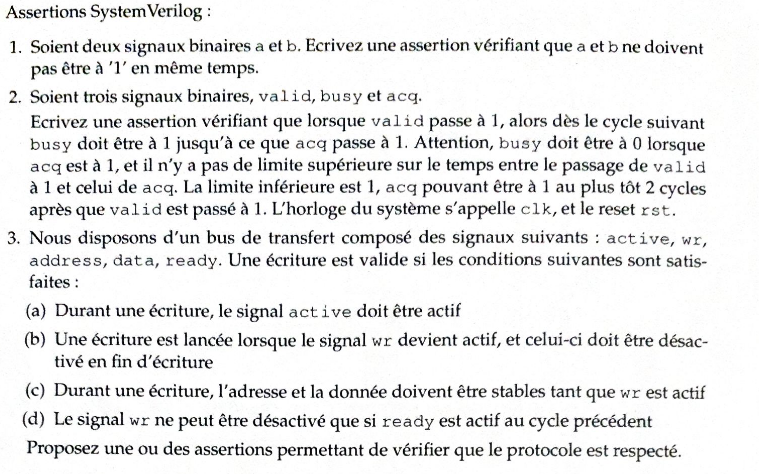 Assertions SystemVerilog :
1. Soient deux signaux binaires a et b. Ecrivez une assertion vérifiant que a et b ne doivent
pas être à '1' en même temps.
2. Soient trois signaux binaires, valid, busy et acq.
Ecrivez une assertion vérifiant que lorsque valid passe à 1, alors dès le cycle suivant
busy doit être à 1 jusqu'à ce que acq passe à 1. Attention, busy doit être à 0 lorsque
acq est à 1, et il n'y a pas de limite supérieure sur le temps entre le passage de valid
à 1 et celui de acq. La limite inférieure est 1, acq pouvant être à 1 au plus tôt 2 cycles
après que valid est passé à 1. L'horloge du système s'appelle clk, et le reset rst.
3. Nous disposons d'un bus de transfert composé des signaux suivants : active, wr,
address, data, ready. Une écriture est valide si les conditions suivantes sont satis-
faites :
(a) Durant une écriture, le signal active doit être actif
(b) Une écriture est lancée lorsque le signal wr devient actif, et celui-ci doit être désac-
tivé en fin d'écriture
(c) Durant une écriture, l'adresse et la donnée doivent être stables tant que wr est actif
(d) Le signal wr ne peut être désactivé que si ready est actif au cycle précédent
Proposez une ou des assertions permettant de vérifier que le protocole est respecté.